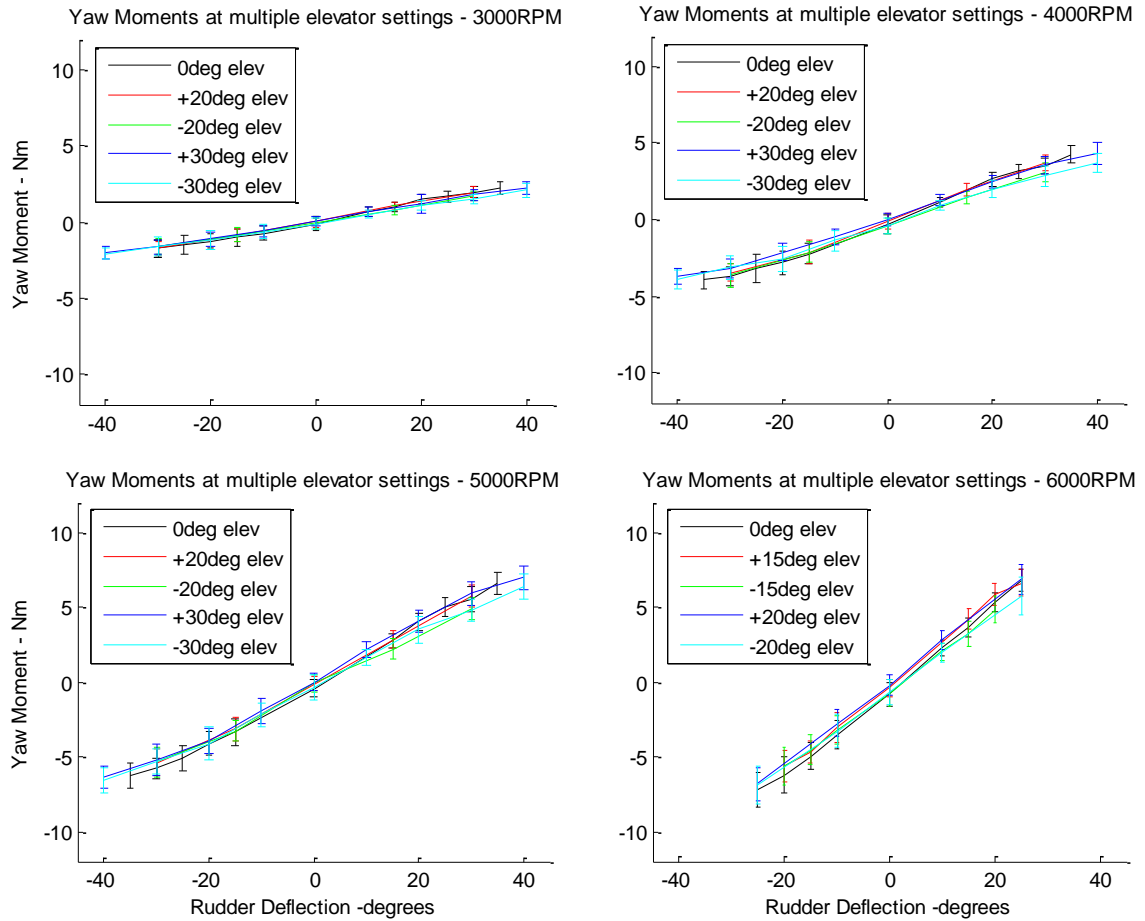 Yaw Moments at multiple elevator settings - 3000RPM
10
5
0
-5
-10
Yaw Moment - Nm
0deg elev
+20deg elev
-20deg elev
+30deg elev
-30deg elev
-40
-20
0
20
40
Yaw Moments at multiple elevator settings - 4000RPM
10
5
0
-5
-10
0deg elev
+20deg elev
-20deg elev
+30deg elev
-30deg elev
-40
-20
0
20
40
Yaw Moments at multiple elevator settings - 5000RPM
10
5
0
-5
-10
Yaw Moment - Nm
0deg elev
+20deg elev
-20deg elev
+30deg elev
-30deg elev
-40
-20
0
20
40
Rudder Deflection -degrees
Yaw Moments at multiple elevator settings - 6000RPM
10
5
0
-5
-10
0deg elev
+15deg elev
-15deg elev
+20deg elev
-20deg elev
-40
-20
0
20
40
Rudder Deflection -degrees